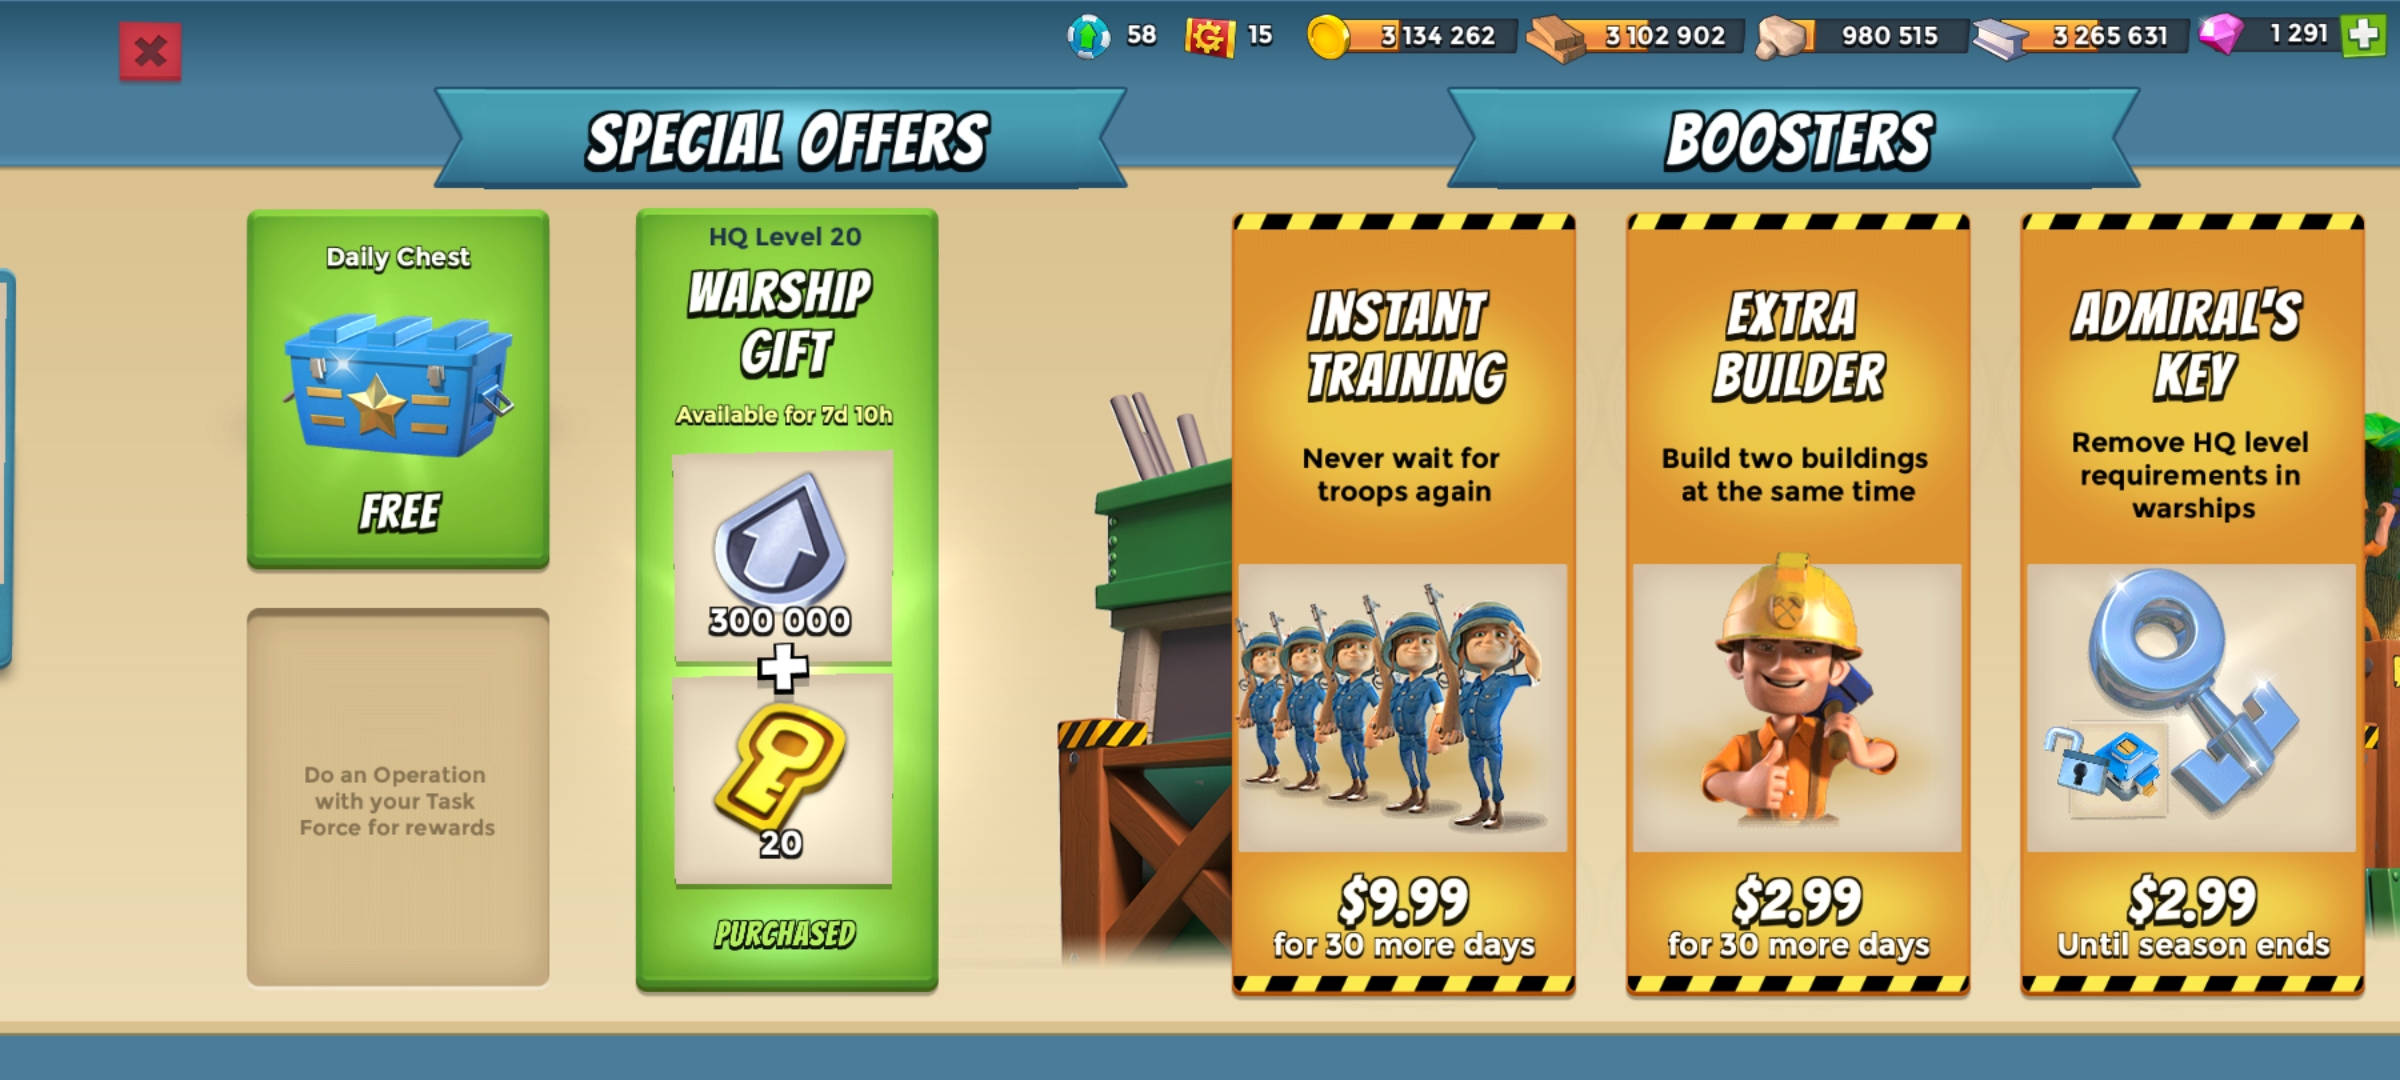 58
15
3 134 262
3 102 902
980 515
3 265 631
1 291
SPECIAL OFFERS
BOOSTERS
Daily Chest
FREE
Do an Operation
with your Task
Force for rewards
HQ Level 20
WARSHIP
GIFT
Available for 7d 10h
300 000
20
PURCHASED
INSTANT
TRAINING
Never wait for
troops again
$9.99
for 30 more days
EXTRA
BUILDER
Build two buildings
at the same time
$2.99
for 30 more days
ADMIRAL'S
KEY
Remove HQ level
requirements in
warships
$2.99
Until season ends